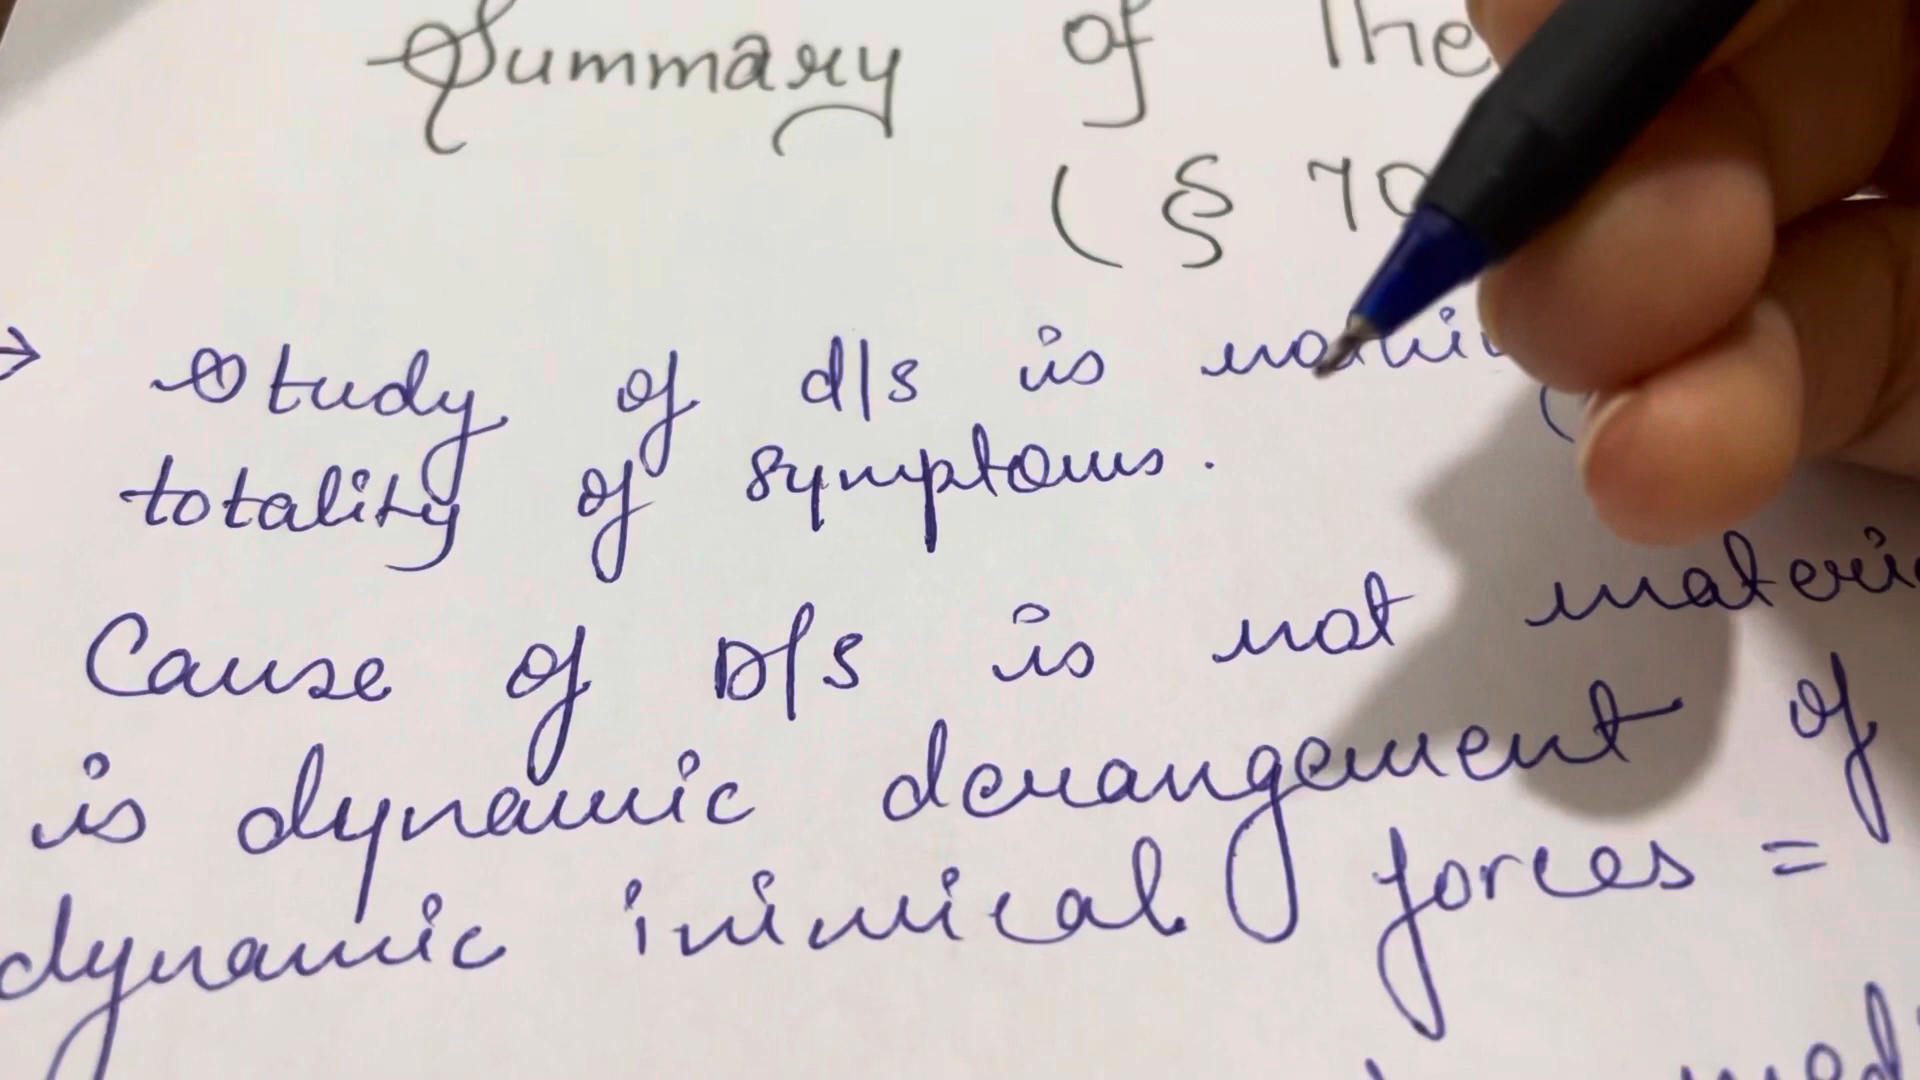 Summary of The
(§ 70
→ Study of d/s is
totality of symptoms.
Cause of D/s is not
is dynamic derangement of
dynamic inimical forces =